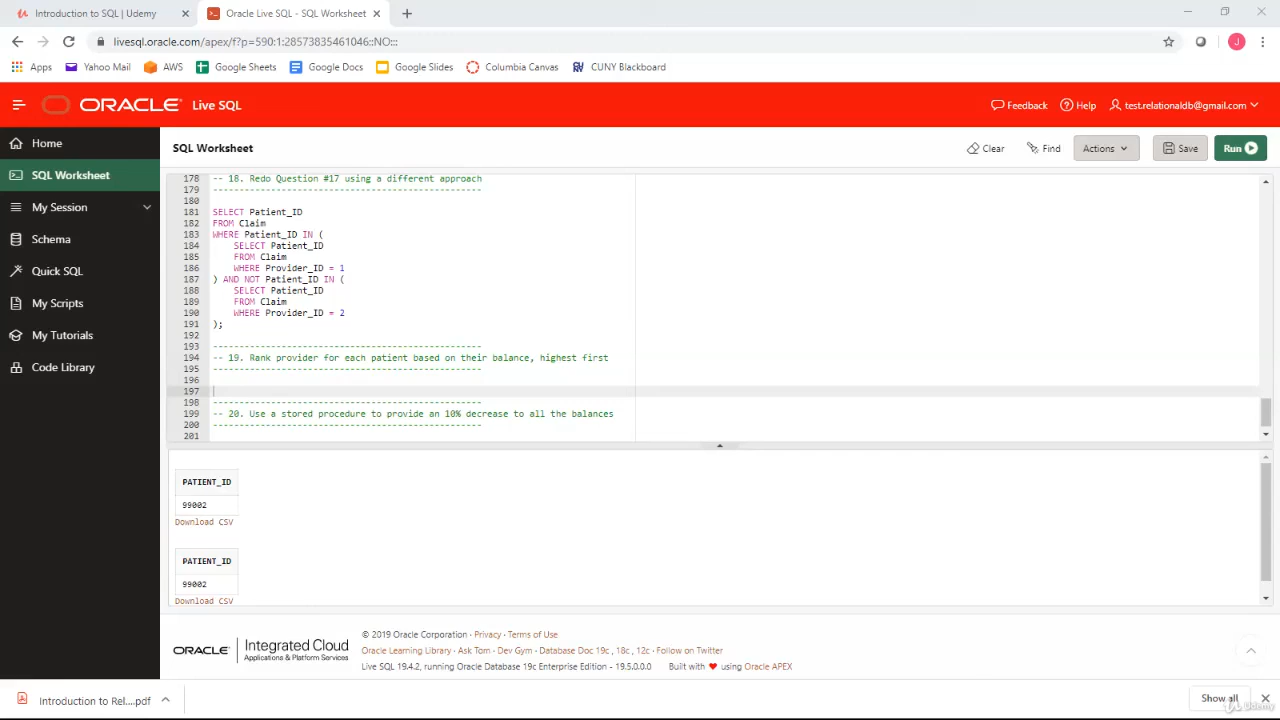 Introduction to SQL | Udemy
Oracle Live SQL - SQL Worksheet
livesql.oracle.com/apex/f?p=590:1:28573835461046::NO:::
Apps
Yahoo Mail
AWS
Google Sheets
Google Docs
Google Slides
Columbia Canvas
CUNY Blackboard
ORACLE Live SQL
Feedback
Help
test.relationaldb@gmail.com
Home
SQL Worksheet
My Session
Schema
Quick SQL
My Scripts
My Tutorials
Code Library
SQL Worksheet
Clear
Find
Actions
Save
Run
178 -- 18. Redo Question #17 using a different approach
179 ------------------------------------------------
180
181 SELECT Patient_ID
182 FROM Claim
183 WHERE Patient_ID IN (
184 SELECT Patient_ID
185 FROM Claim
186 WHERE Provider_ID = 1
187 ) AND NOT Patient_ID IN (
188 SELECT Patient_ID
189 FROM Claim
190 WHERE Provider_ID = 2
191 );
192
193 ------------------------------------------------
194 -- 19. Rank provider for each patient based on their balance, highest first
195 ------------------------------------------------
196
197
198 ------------------------------------------------
199 -- 20. Use a stored procedure to provide an 10% decrease to all the balances
200 ------------------------------------------------
201
PATIENT_ID
99002
Download CSV
PATIENT_ID
99002
Download CSV
ORACLE
Integrated Cloud
Applications & Platform Services
© 2019 Oracle Corporation · Privacy · Terms of Use
Oracle Learning Library · Ask Tom · Dev Gym · Database Doc 19c, 18c, 12c · Follow on Twitter
Live SQL 19.4.2, running Oracle Database 19c Enterprise Edition - 19.5.0.0.0 Built with ❤ using Oracle APEX
Introduction to Rel....pdf
Show all
Udemy